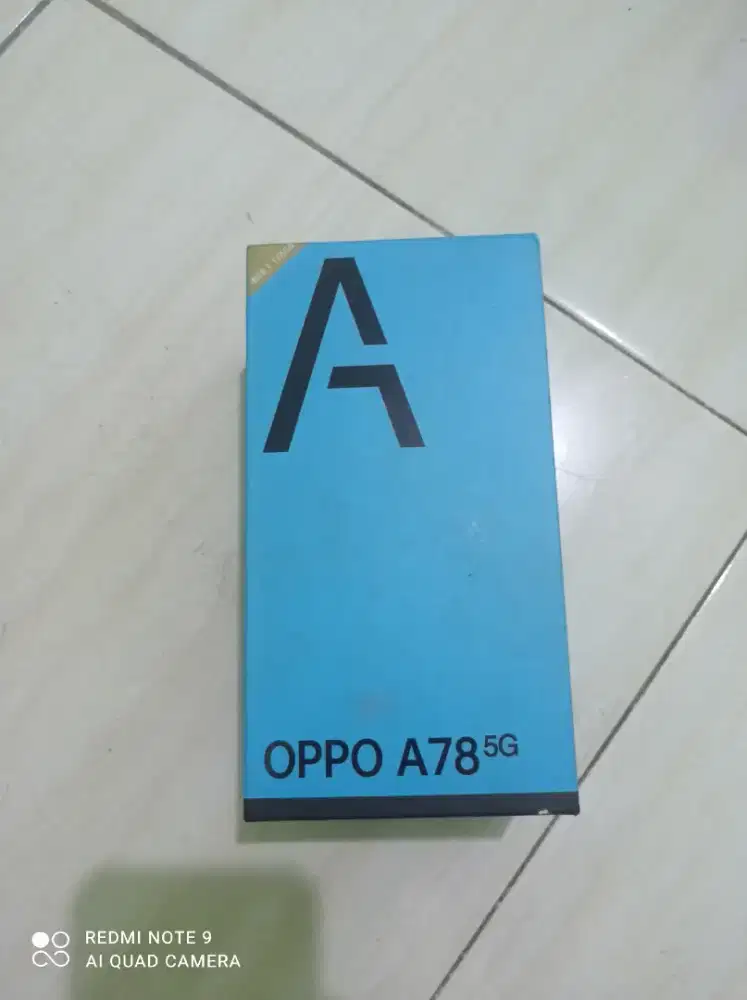 A
OPPO A78 5G
REDMI NOTE 9
AI QUAD CAMERA